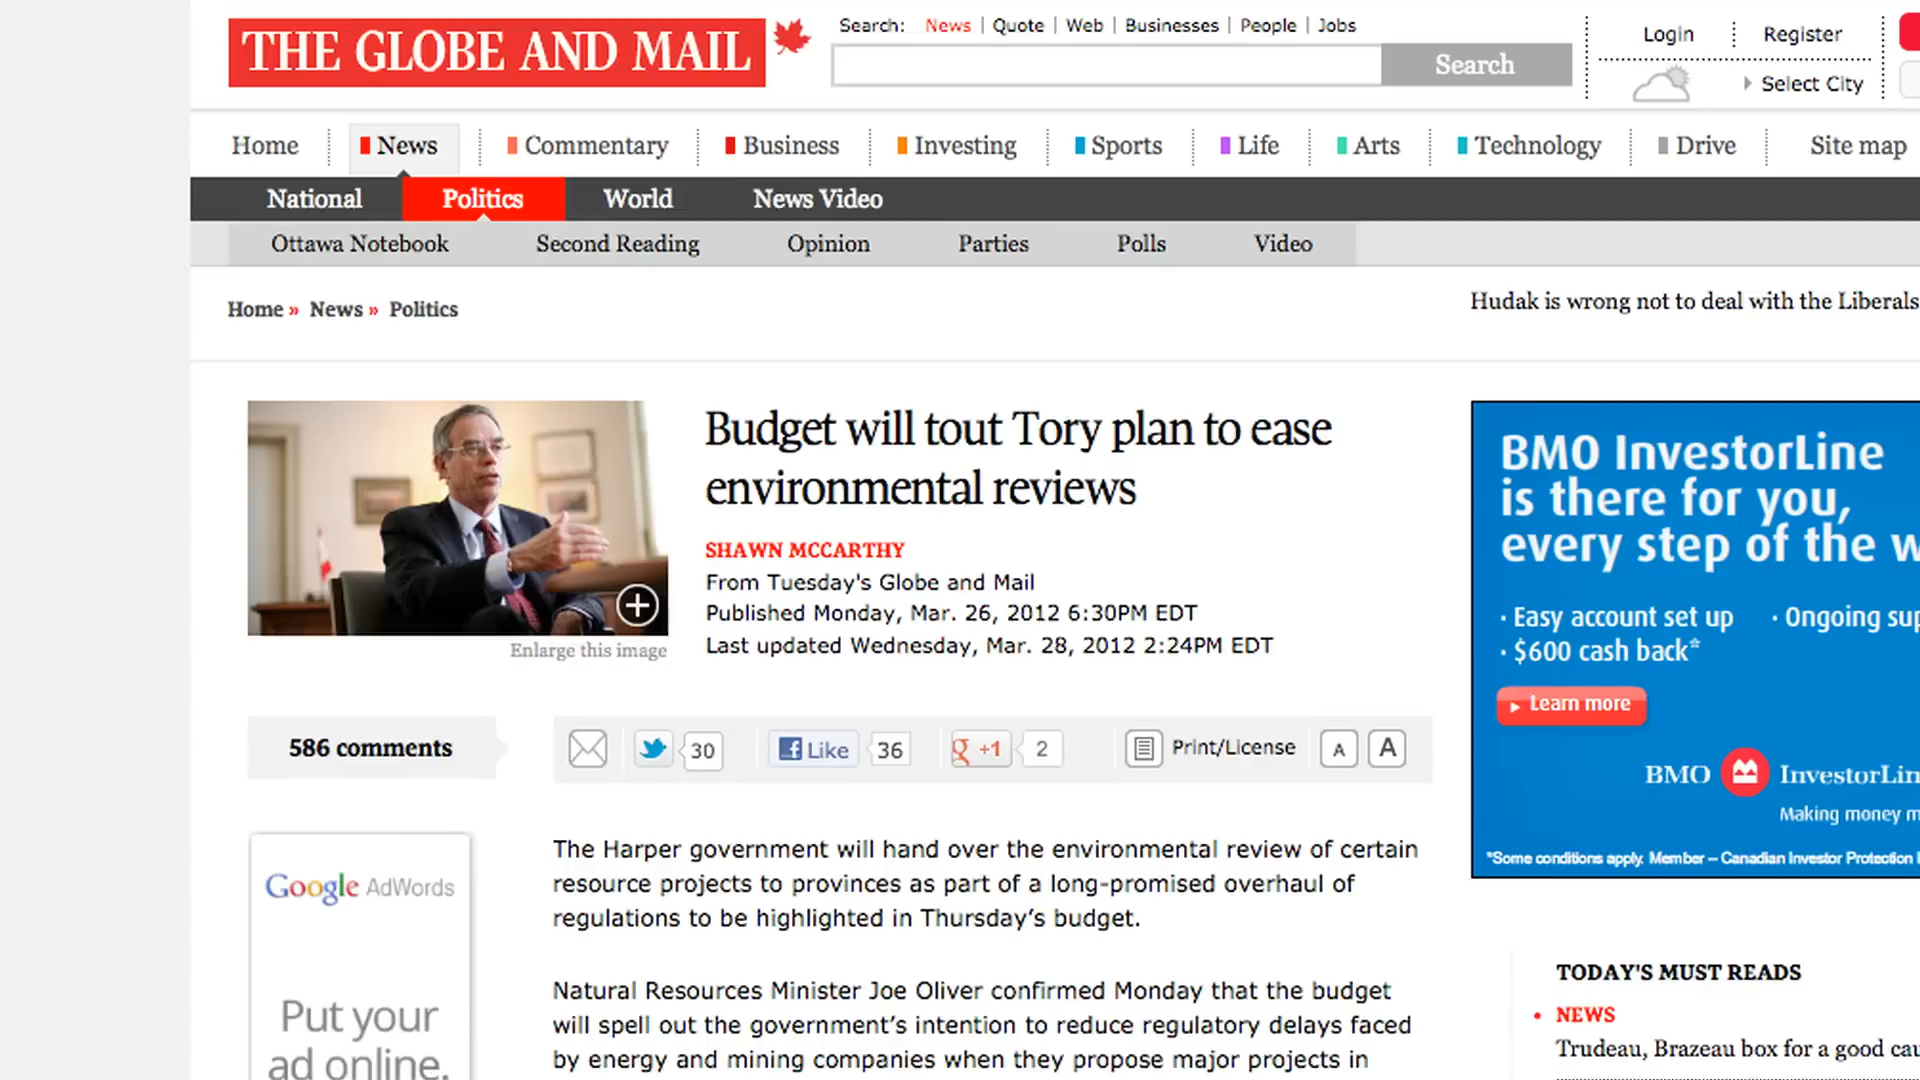 THE GLOBE AND MAIL
Search: News | Quote | Web | Businesses | People | Jobs
Search
Login
Register
Select City
Home
News
Commentary
Business
Investing
Sports
Life
Arts
Technology
Drive
Site map
National
Politics
World
News Video
Ottawa Notebook
Second Reading
Opinion
Parties
Polls
Video
Home » News » Politics
Hudak is wrong not to deal with the Liberals
Budget will tout Tory plan to ease
environmental reviews
SHAWN MCCARTHY
From Tuesday's Globe and Mail
Published Monday, Mar. 26, 2012 6:30PM EDT
Last updated Wednesday, Mar. 28, 2012 2:24PM EDT
Enlarge this image
586 comments
30
Like
36
+1
2
Print/License
A
A
The Harper government will hand over the environmental review of certain
resource projects to provinces as part of a long-promised overhaul of
regulations to be highlighted in Thursday’s budget.
Natural Resources Minister Joe Oliver confirmed Monday that the budget
will spell out the government’s intention to reduce regulatory delays faced
by energy and mining companies when they propose major projects in
Google AdWords
Put your
ad online.
BMO InvestorLine
is there for you,
every step of the w
· Easy account set up
· Ongoing sup
· $600 cash back*
Learn more
BMO InvestorLin
Making money m
*Some conditions apply. Member – Canadian Investor Protection
TODAY'S MUST READS
• NEWS
Trudeau, Brazeau box for a good cau